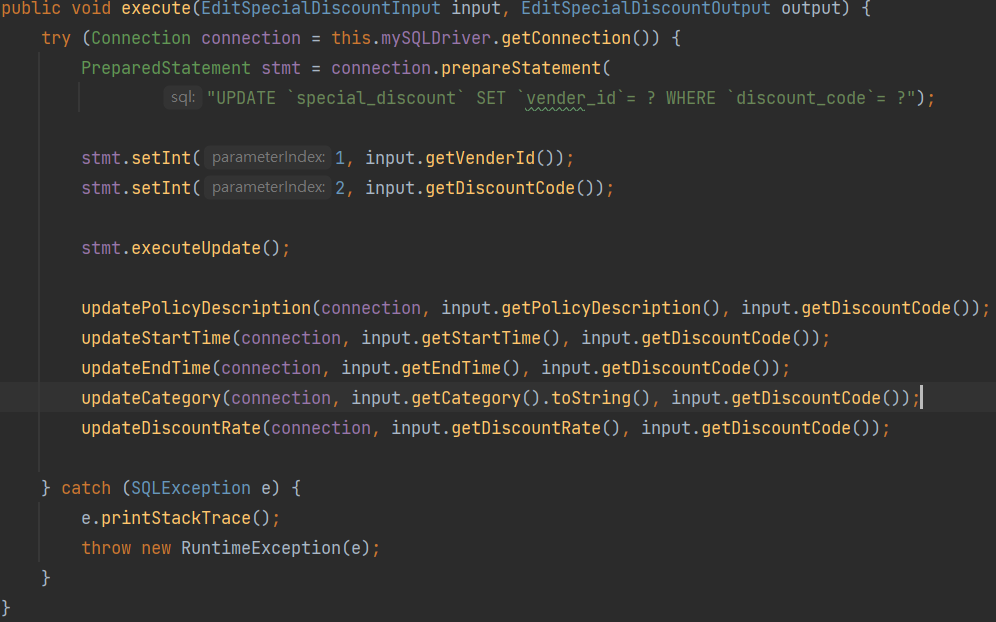 public void execute(EditSpecialDiscountInput input, EditSpecialDiscountOutput output) {
try (Connection connection = this.mySQLDriver.getConnection()) {
PreparedStatement stmt = connection.prepareStatement(
sql: "UPDATE `special_discount` SET `vender_id`= ? WHERE `discount_code`= ?");
stmt.setInt( parameterIndex: 1, input.getVenderId());
stmt.setInt( parameterIndex: 2, input.getDiscountCode());
stmt.executeUpdate();
updatePolicyDescription(connection, input.getPolicyDescription(), input.getDiscountCode());
updateStartTime(connection, input.getStartTime(), input.getDiscountCode());
updateEndTime(connection, input.getEndTime(), input.getDiscountCode());
updateCategory(connection, input.getCategory().toString(), input.getDiscountCode());
updateDiscountRate(connection, input.getDiscountRate(), input.getDiscountCode());
} catch (SQLException e) {
e.printStackTrace();
throw new RuntimeException(e);
}
}